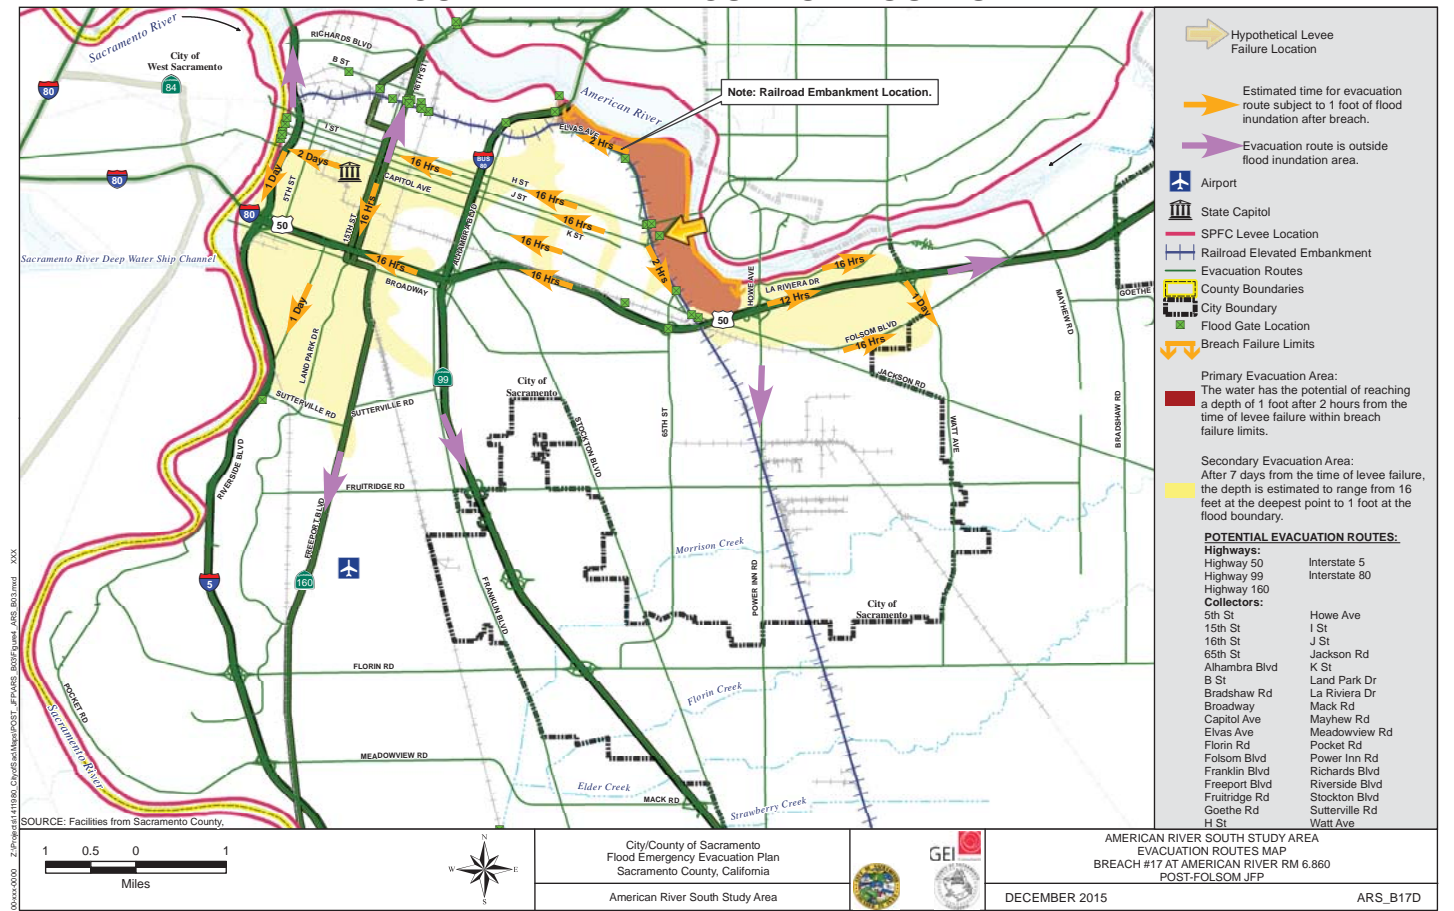 Sacramento River
City of
West Sacramento
84
80
80
80
RICHARDS BLVD
B ST
16TH ST
I ST
American River
Note: Railroad Embankment Location.
ELVAS AVE
2 Hrs
BUS
80
2 Days
16 Hrs
CAPITOL AVE
H ST
J ST
K ST
16 Hrs
16 Hrs
16 Hrs
16 Hrs
1 Day
5TH ST
15TH ST
16 Hrs
ALHAMBRA BLVD
50
16 Hrs
BROADWAY
2 Hrs
HOWE AVE
LA RIVIERA DR
16 Hrs
12 Hrs
1 Day
50
FOLSOM BLVD
16 Hrs
MAYHEW RD
GOETHE
Sacramento River Deep Water Ship Channel
1 Day
LAND PARK DR
SUTTERVILLE RD
SUTTERVILLE RD
99
City of
Sacramento
JACKSON RD
65TH ST
WATT AVE
BRADSHAW RD
STOCKTON BLVD
RIVERSIDE BLVD
FRUITRIDGE RD
FREEPORT BLVD
160
5
Morrison Creek
POWER INN RD
FRANKLIN BLVD
City of
Sacramento
FLORIN RD
Florin Creek
POCKET RD
Sacramento River
MEADOWVIEW RD
Elder Creek
MACK RD
Strawberry Creek
SOURCE: Facilities from Sacramento County,
Hypothetical Levee
Failure Location
Estimated time for evacuation
route subject to 1 foot of flood
inundation after breach.
Evacuation route is outside
flood inundation area.
Airport
State Capitol
SPFC Levee Location
Railroad Elevated Embankment
Evacuation Routes
County Boundaries
City Boundary
Flood Gate Location
Breach Failure Limits
Primary Evacuation Area:
The water has the potential of reaching
a depth of 1 foot after 2 hours from the
time of levee failure within breach
failure limits.
Secondary Evacuation Area:
After 7 days from the time of levee failure,
the depth is estimated to range from 16
feet at the deepest point to 1 foot at the
flood boundary.
POTENTIAL EVACUATION ROUTES:
Highways:
Highway 50 Interstate 5
Highway 99 Interstate 80
Highway 160
Collectors:
5th St Howe Ave
15th St I St
16th St J St
65th St Jackson Rd
Alhambra Blvd K St
B St Land Park Dr
Bradshaw Rd La Riviera Dr
Broadway Mack Rd
Capitol Ave Mayhew Rd
Elvas Ave Meadowview Rd
Florin Rd Pocket Rd
Folsom Blvd Power Inn Rd
Franklin Blvd Richards Blvd
Freeport Blvd Riverside Blvd
Fruitridge Rd Stockton Blvd
Goethe Rd Sutterville Rd
H St Watt Ave
1 0.5 0 1
Miles
N
W E
S
City/County of Sacramento
Flood Emergency Evacuation Plan
Sacramento County, California
American River South Study Area
GEI
AMERICAN RIVER SOUTH STUDY AREA
EVACUATION ROUTES MAP
BREACH #17 AT AMERICAN RIVER RM 6.860
POST-FOLSOM JFP
DECEMBER 2015 ARS_B17D